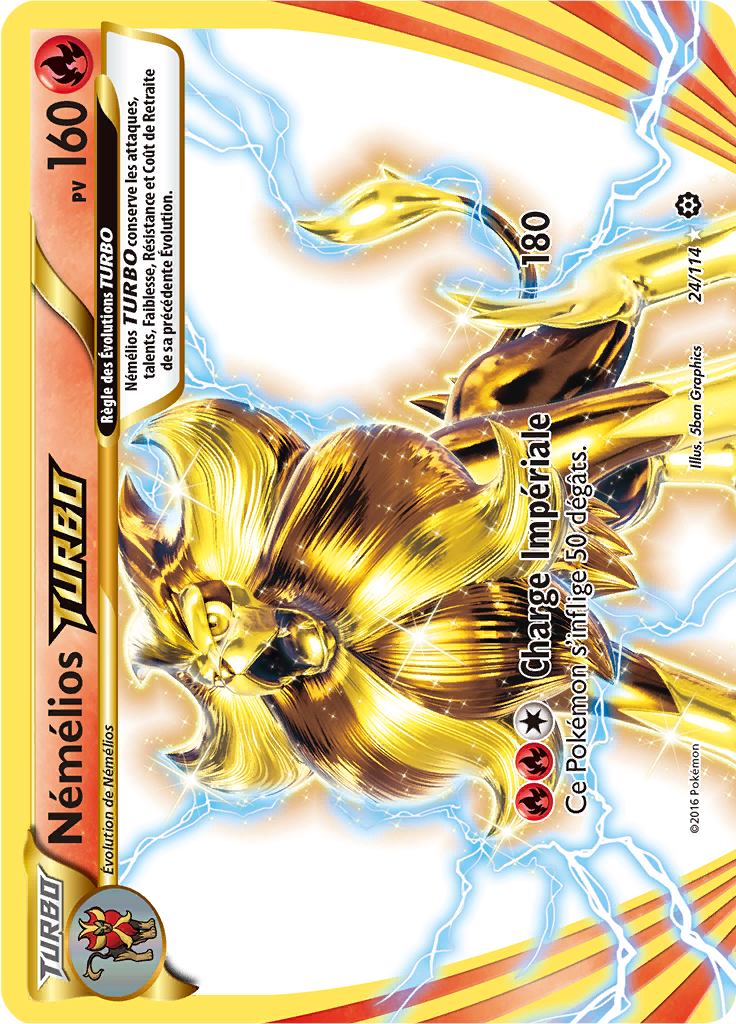 TURBO
Némélios TURBO
PV 160
Évolution de Némélios
Règle des Évolutions TURBO
Némélios TURBO conserve les attaques,
talents, Faiblesse, Résistance et Coût de Retraite
de sa précédente Évolution.
Charge Impériale 180
Ce Pokémon s'inflige 50 dégâts.
©2016 Pokémon
Illus. 5ban Graphics
24/114